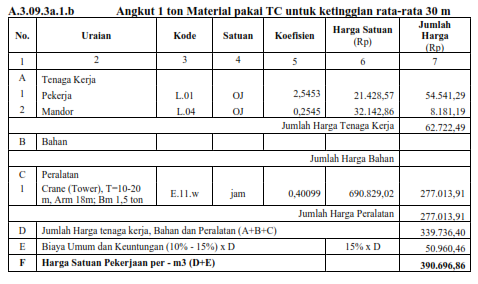 A.3.09.3a.1.b Angkut 1 ton Material pakai TC untuk ketinggian rata-rata 30 m
No. Uraian Kode Satuan Koefisien Harga Satuan (Rp) Jumlah Harga (Rp)
1 2 3 4 5 6 7
A Tenaga Kerja
1 Pekerja L.01 OJ 2,5453 21.428,57 54.541,29
2 Mandor L.04 OJ 0,2545 32.142,86 8.181,19
Jumlah Harga Tenaga Kerja 62.722,49
B Bahan
Jumlah Harga Bahan
C Peralatan
1 Crane (Tower), T=10-20 m, Arm 18m; Bm 1,5 ton E.11.w jam 0,40099 690.829,02 277.013,91
Jumlah Harga Peralatan 277.013,91
D Jumlah Harga tenaga kerja, Bahan dan Peralatan (A+B+C) 339.736,40
E Biaya Umum dan Keuntungan (10% - 15%) x D 15% x D 50.960,46
F Harga Satuan Pekerjaan per - m3 (D+E) 390.696,86